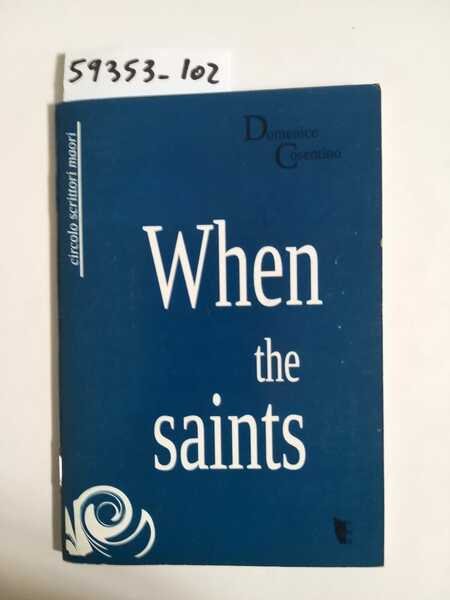 59353-102
circolo scrittori maori
Domenico
Cosentino
When
the
saints